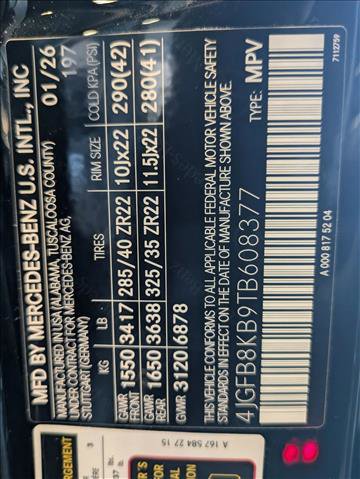 MFD BY MERCEDES-BENZ U.S. INTL., INC
MANUFACTURED IN USA (ALABAMA, TUSCALOOSA COUNTY)
UNDER CONTRACT FOR MERCEDES-BENZ AG,
STUTTGART (GERMANY)
01/26
197
KG LB TIRES RIM SIZE COLD KPA (PSI)
GAWR FRONT 1550 3417 285/40 ZR22 10Jx22 290(42)
GAWR REAR 1650 3638 325/35 ZR22 11.5Jx22 280(41)
GVWR 3120 6878
THIS VEHICLE CONFORMS TO ALL APPLICABLE FEDERAL MOTOR VEHICLE SAFETY
STANDARDS IN EFFECT ON THE DATE OF MANUFACTURE SHOWN ABOVE.
4JGFB8KB9TB608377 TYPE: MPV
A 000 817 52 04
7112759
A 167 584 27 15